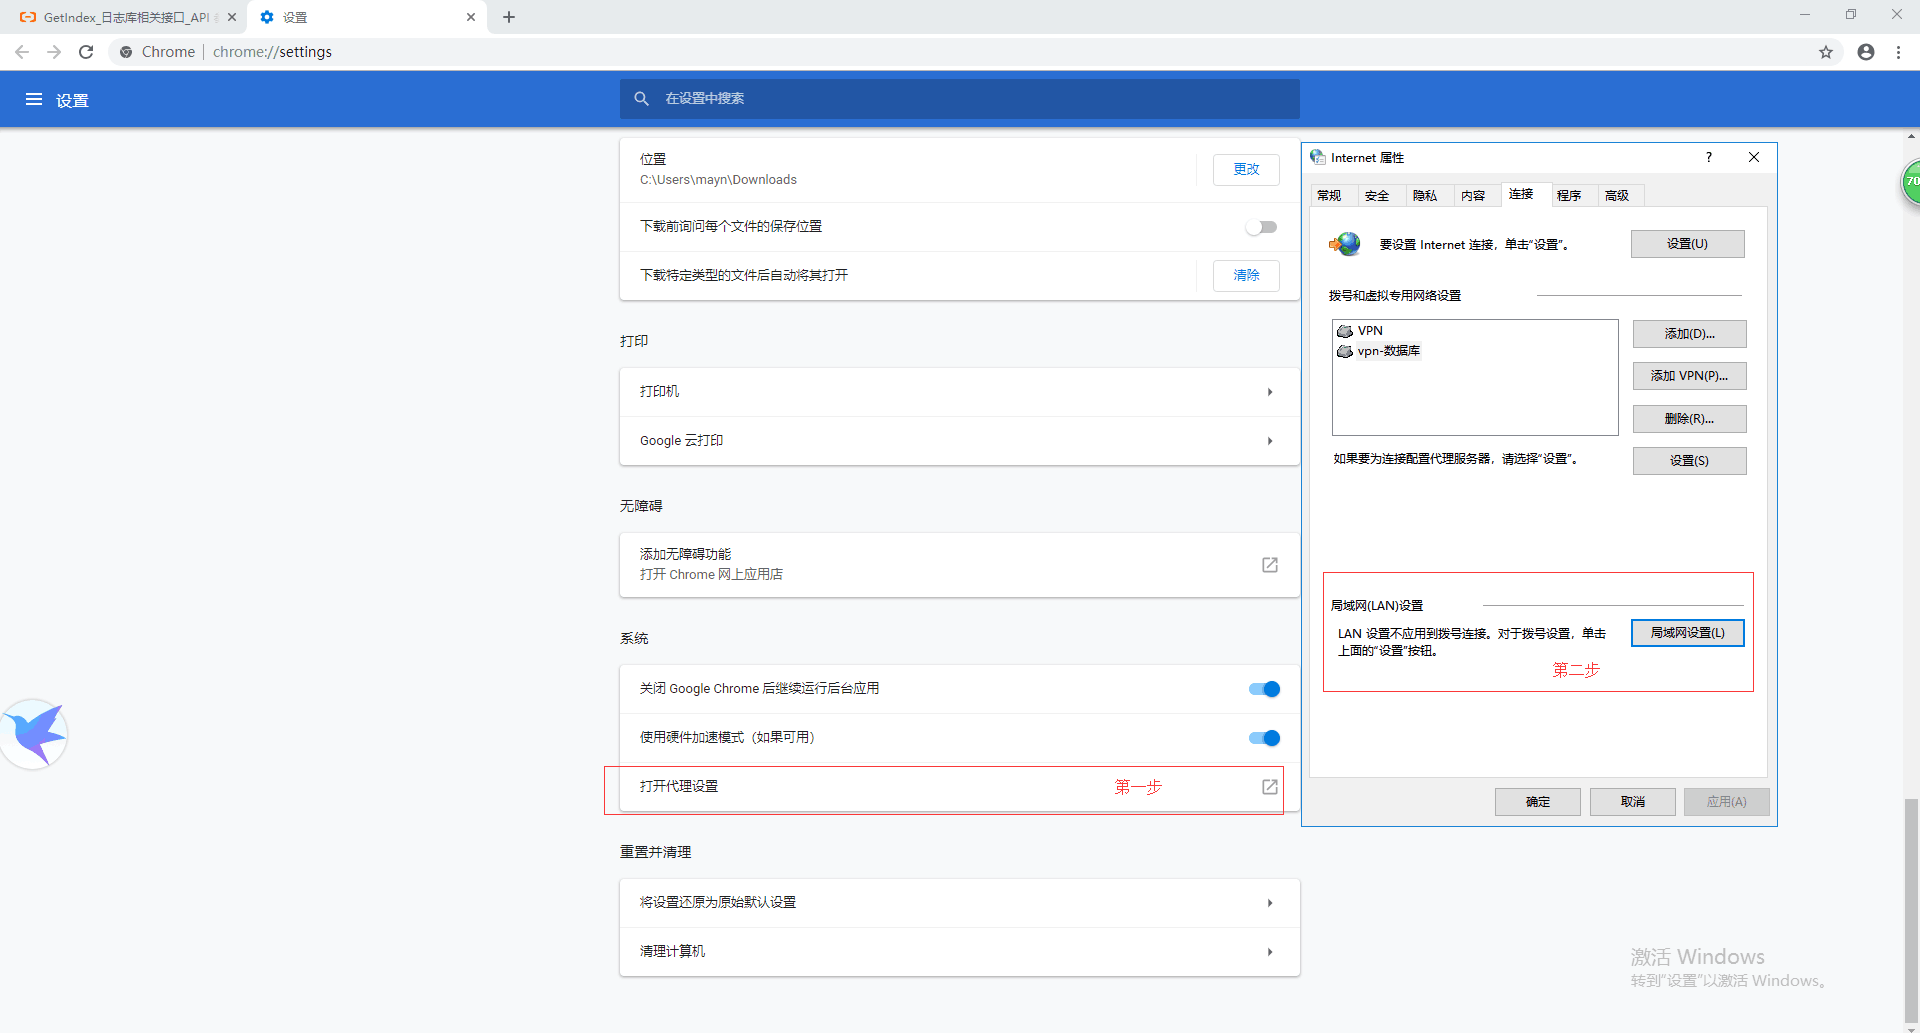 GetIndex_日志库相关接口_API
设置
Chrome | chrome://settings
设置
在设置中搜索
位置
C:\Users\mayn\Downloads
更改
下载前询问每个文件的保存位置
下载特定类型的文件后自动将其打开
清除
打印
打印机
Google 云打印
无障碍
添加无障碍功能
打开 Chrome 网上应用店
系统
关闭 Google Chrome 后继续运行后台应用
使用硬件加速模式（如果可用）
打开代理设置
第一步
重置并清理
将设置还原为原始默认设置
清理计算机
Internet 属性
?
常规 安全 隐私 内容 连接 程序 高级
要设置 Internet 连接，单击“设置”。
设置(U)
拨号和虚拟专用网络设置
VPN
vpn-数据库
添加(D)...
添加 VPN(P)...
删除(R)...
如果要为连接配置代理服务器，请选择“设置”。
设置(S)
局域网(LAN)设置
LAN 设置不应用到拨号连接。对于拨号设置，单击
上面的“设置”按钮。
局域网设置(L)
第二步
确定
取消
应用(A)
70
激活 Windows
转到“设置”以激活 Windows。